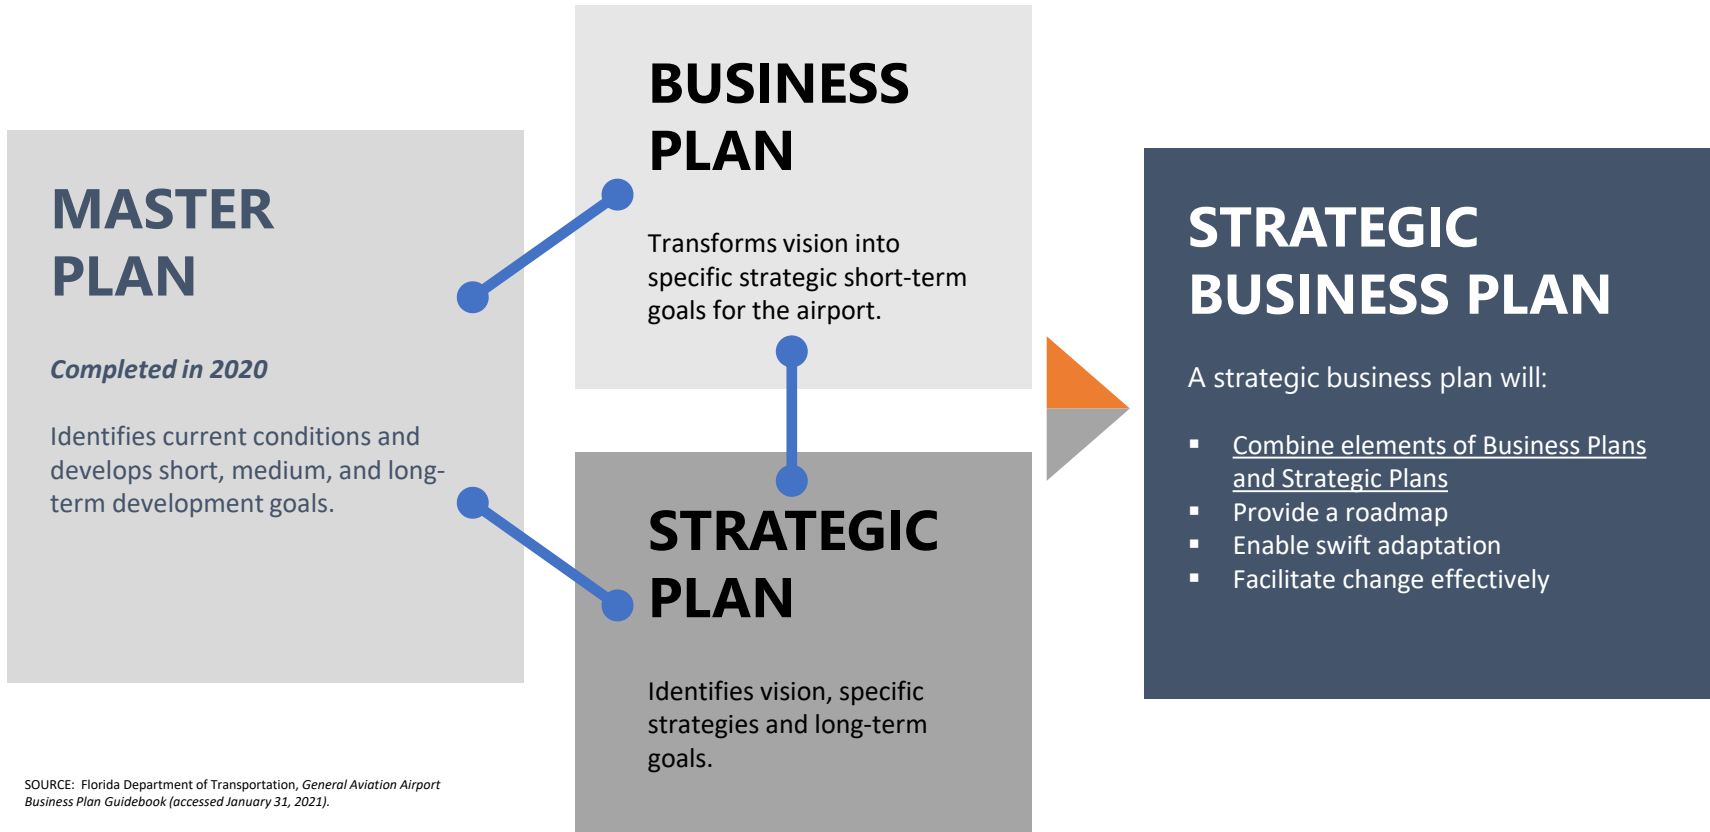 MASTER
PLAN
Completed in 2020
Identifies current conditions and
develops short, medium, and long-
term development goals.
BUSINESS
PLAN
Transforms vision into
specific strategic short-term
goals for the airport.
STRATEGIC
PLAN
Identifies vision, specific
strategies and long-term
goals.
STRATEGIC
BUSINESS PLAN
A strategic business plan will:
▪ Combine elements of Business Plans
and Strategic Plans
▪ Provide a roadmap
▪ Enable swift adaptation
▪ Facilitate change effectively
SOURCE: Florida Department of Transportation, General Aviation Airport
Business Plan Guidebook (accessed January 31, 2021).